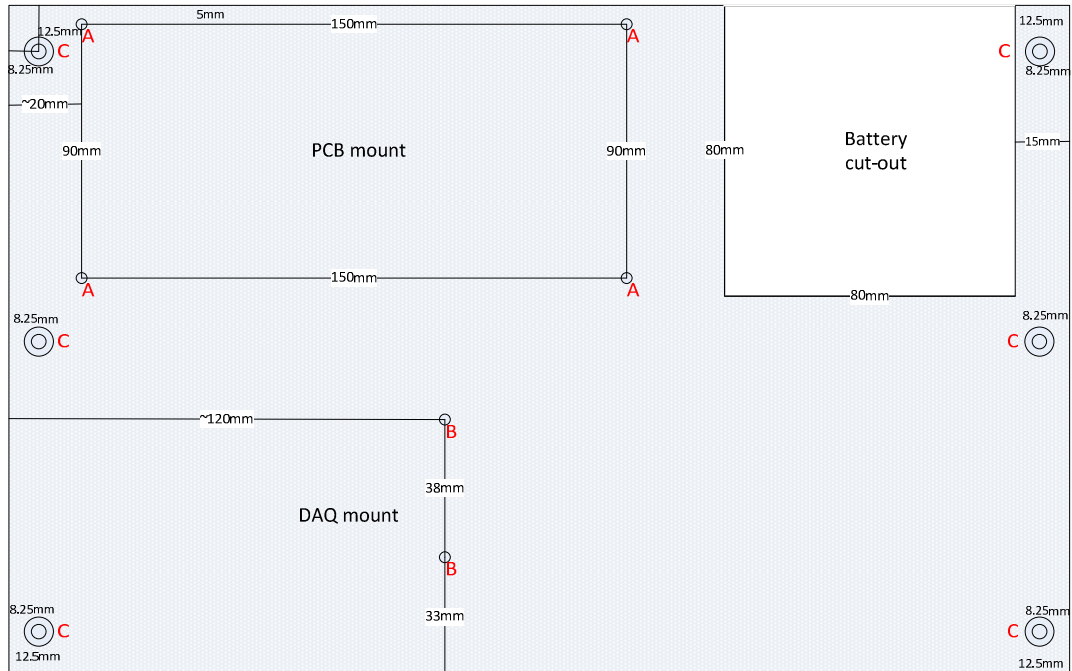 5mm
150mm
12.5mm
12.5mm
A
A
C
C
8.25mm
8.25mm
~20mm
90mm
PCB mount
90mm
80mm
Battery
cut-out
15mm
150mm
A
A
80mm
8.25mm
8.25mm
C
C
~120mm
B
38mm
DAQ mount
B
8.25mm
8.25mm
33mm
C
C
12.5mm
12.5mm